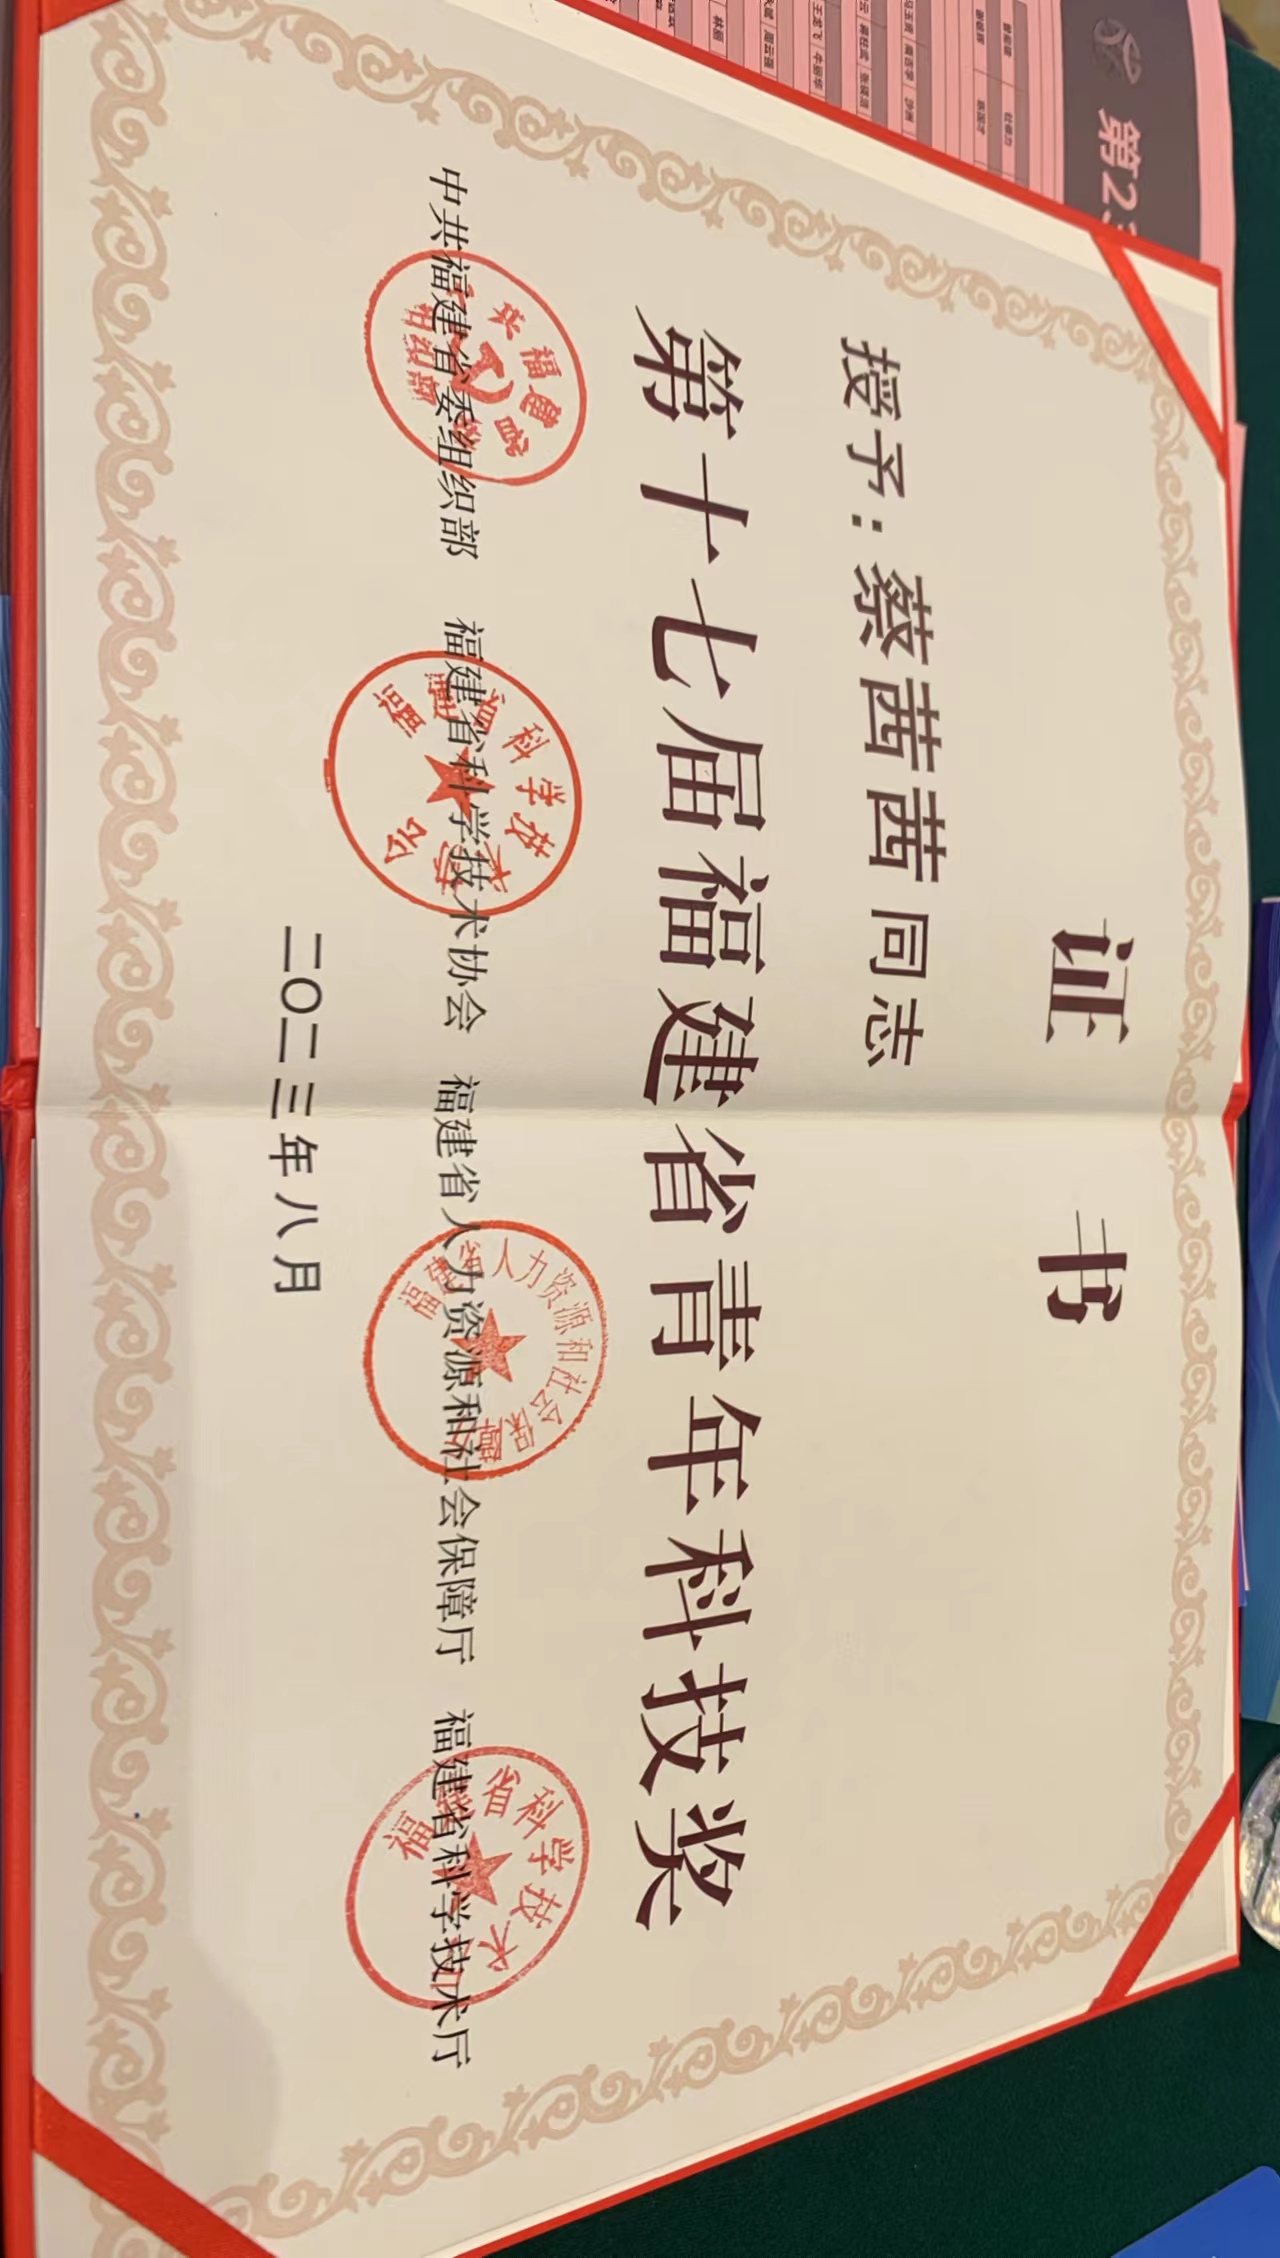 证书
授予：蔡茜茜同志
第十七届福建省青年科技奖
中共福建省委组织部 福建省科学技术协会 福建省人力资源和社会保障厅 福建省科学技术厅
二〇二三年八月
第2